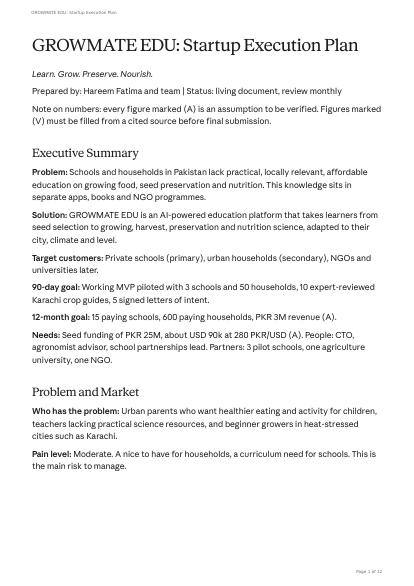 GROWMATE EDU: Startup Execution Plan
GROWMATE EDU: Startup Execution Plan
Learn. Grow. Preserve. Nourish.
Prepared by: Hareem Fatima and team | Status: living document, review monthly
Note on numbers: every figure marked (A) is an assumption to be verified. Figures marked
(V) must be filled from a cited source before final submission.
Executive Summary
Problem: Schools and households in Pakistan lack practical, locally relevant, affordable
education on growing food, seed preservation and nutrition. This knowledge sits in
separate apps, books and NGO programmes.
Solution: GROWMATE EDU is an AI-powered education platform that takes learners from
seed selection to growing, harvest, preservation and nutrition science, adapted to their
city, climate and level.
Target customers: Private schools (primary), urban households (secondary), NGOs and
universities later.
90-day goal: Working MVP piloted with 3 schools and 50 households, 10 expert-reviewed
Karachi crop guides, 5 signed letters of intent.
12-month goal: 15 paying schools, 600 paying households, PKR 3M revenue (A).
Needs: Seed funding of PKR 25M, about USD 90k at 280 PKR/USD (A). People: CTO,
agronomist advisor, school partnerships lead. Partners: 3 pilot schools, one agriculture
university, one NGO.
Problem and Market
Who has the problem: Urban parents who want healthier eating and activity for children,
teachers lacking practical science resources, and beginner growers in heat-stressed
cities such as Karachi.
Pain level: Moderate. A nice to have for households, a curriculum need for schools. This is
the main risk to manage.
Page 1 of 12